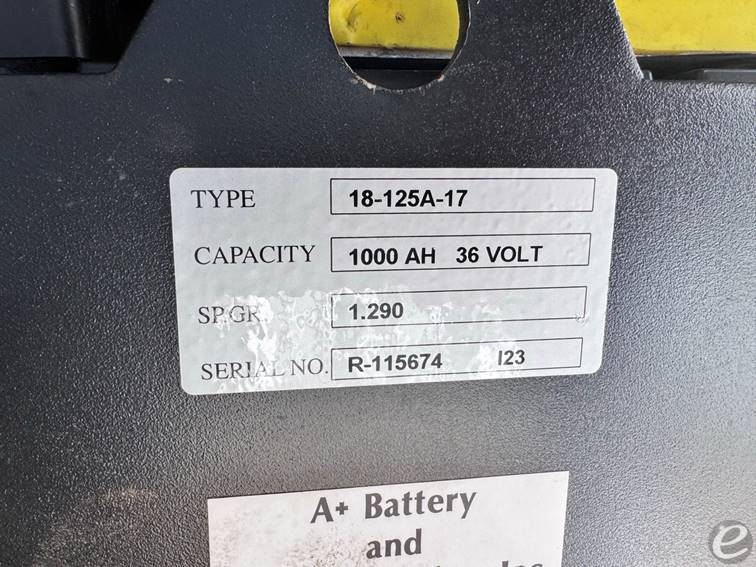 TYPE 18-125A-17
CAPACITY 1000 AH 36 VOLT
SP.GR. 1.290
SERIAL NO. R-115674 I23
A+ Battery
and
e